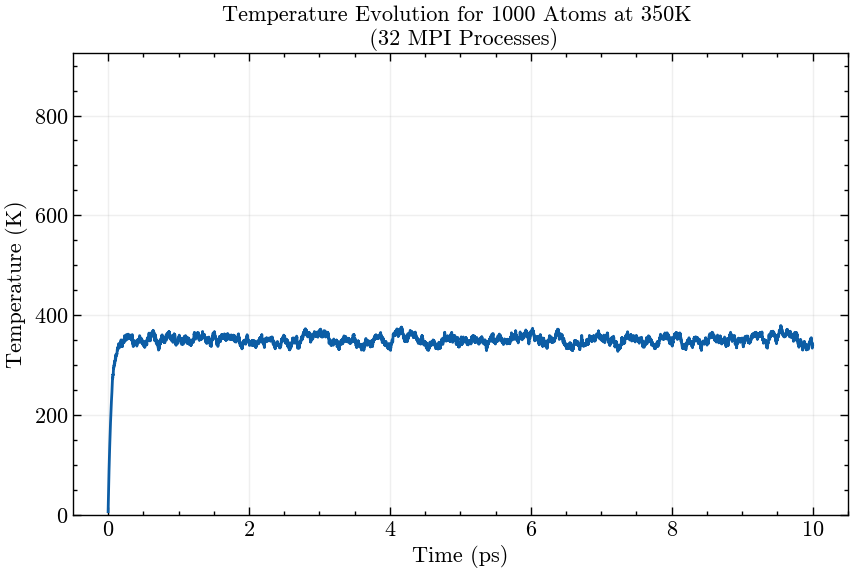 Temperature Evolution for 1000 Atoms at 350K
(32 MPI Processes)
800
600
400
200
0
Temperature (K)
0 2 4 6 8 10
Time (ps)